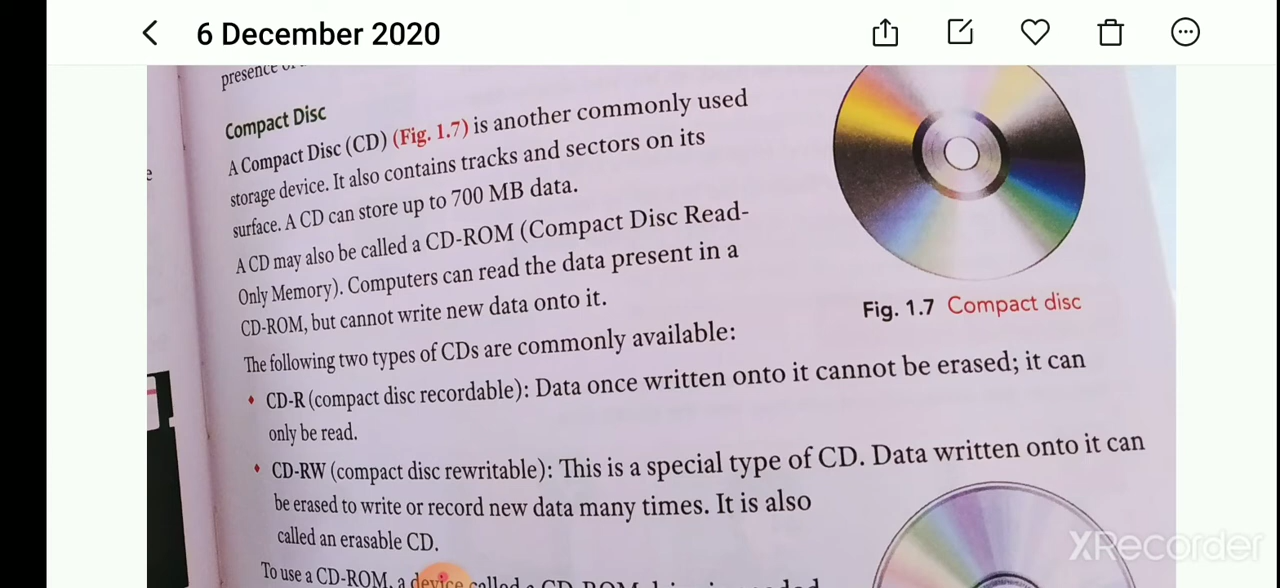 6 December 2020
presence
Compact Disc
A Compact Disc (CD) (Fig. 1.7) is another commonly used
storage device. It also contains tracks and sectors on its
surface. A CD can store up to 700 MB data.
A CD may also be called a CD-ROM (Compact Disc Read-
Only Memory). Computers can read the data present in a
CD-ROM, but cannot write new data onto it.
Fig. 1.7 Compact disc
The following two types of CDs are commonly available:
• CD-R (compact disc recordable): Data once written onto it cannot be erased; it can
only be read.
• CD-RW (compact disc rewritable): This is a special type of CD. Data written onto it can
be erased to write or record new data many times. It is also
called an erasable CD.
To use a CD-ROM, a device called a CD-ROM
XRecorder